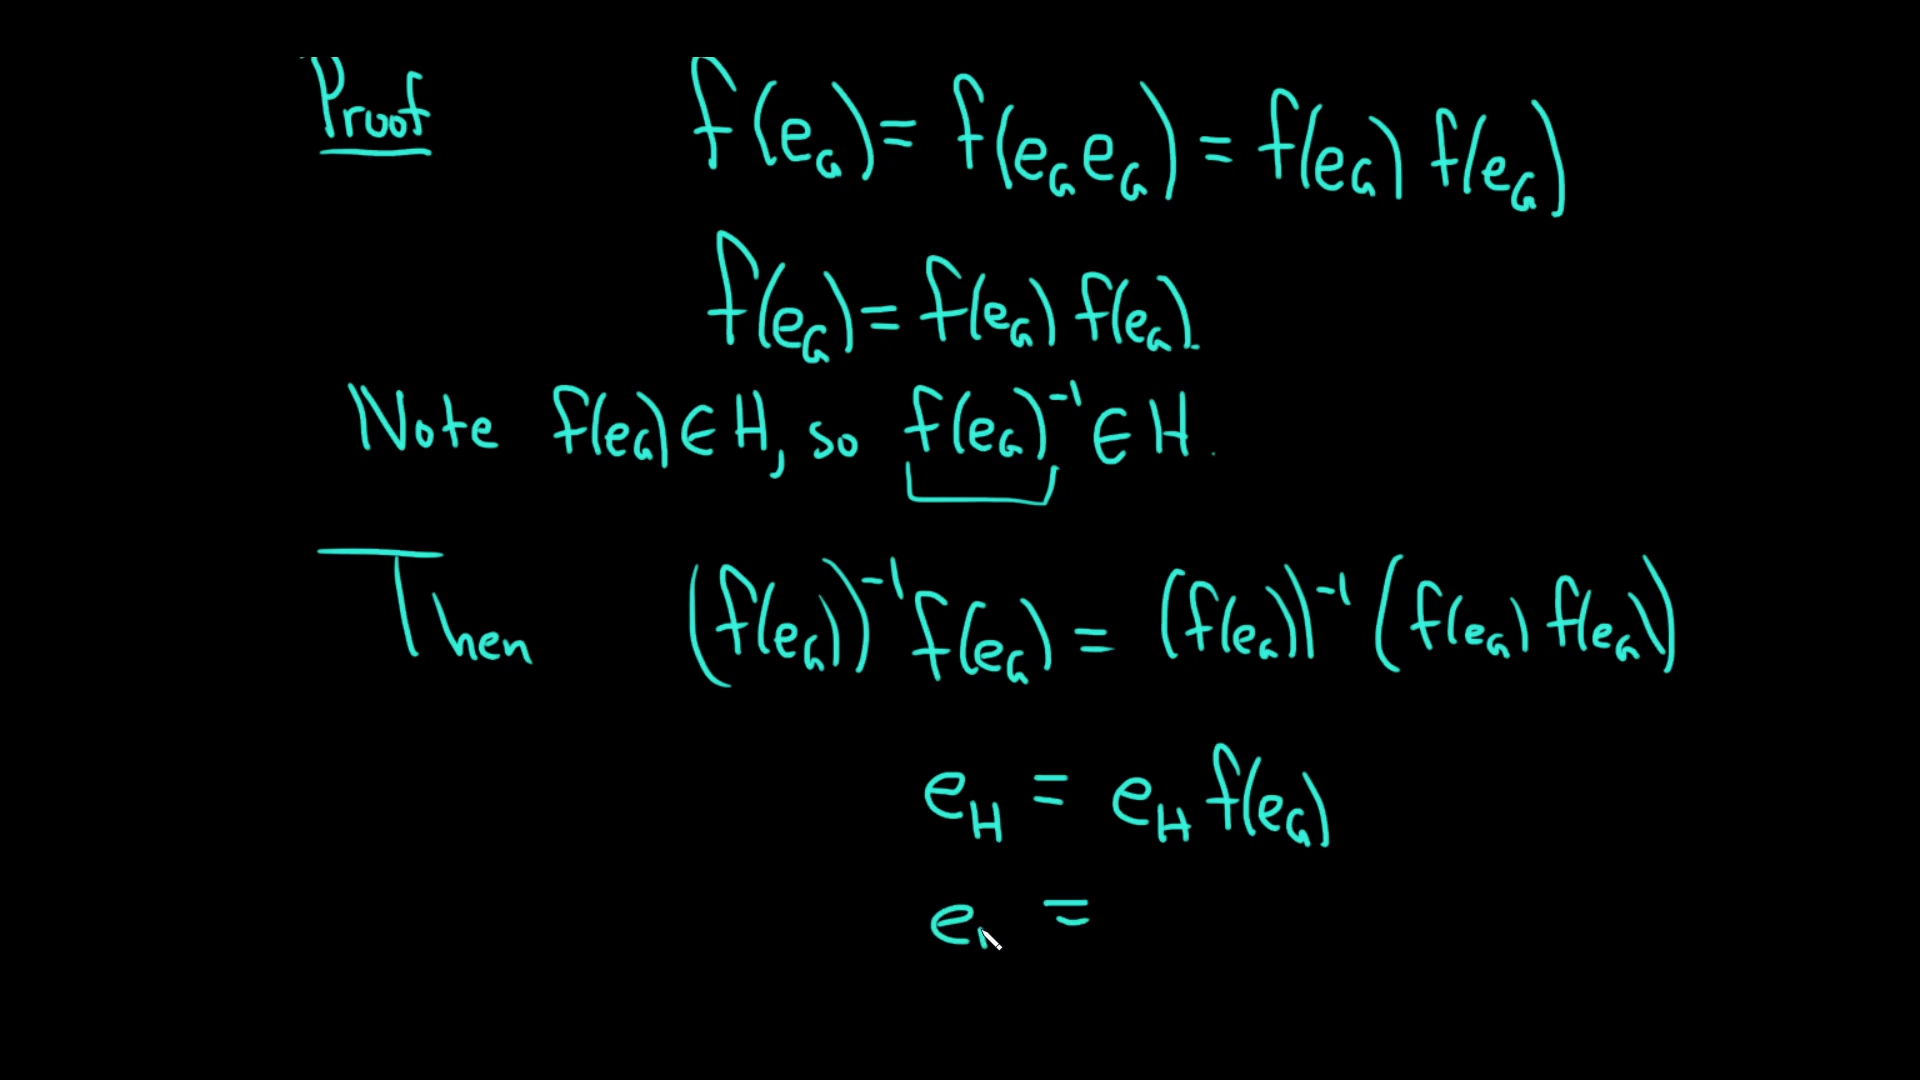 Proof f(e_G) = f(e_G e_G) = f(e_G) f(e_G)
f(e_G) = f(e_G) f(e_G).
Note f(e_G) ∈ H, so f(e_G)^-1 ∈ H.
Then (f(e_G))^-1 f(e_G) = (f(e_G))^-1 (f(e_G) f(e_G))
e_H = e_H f(e_G)
e =